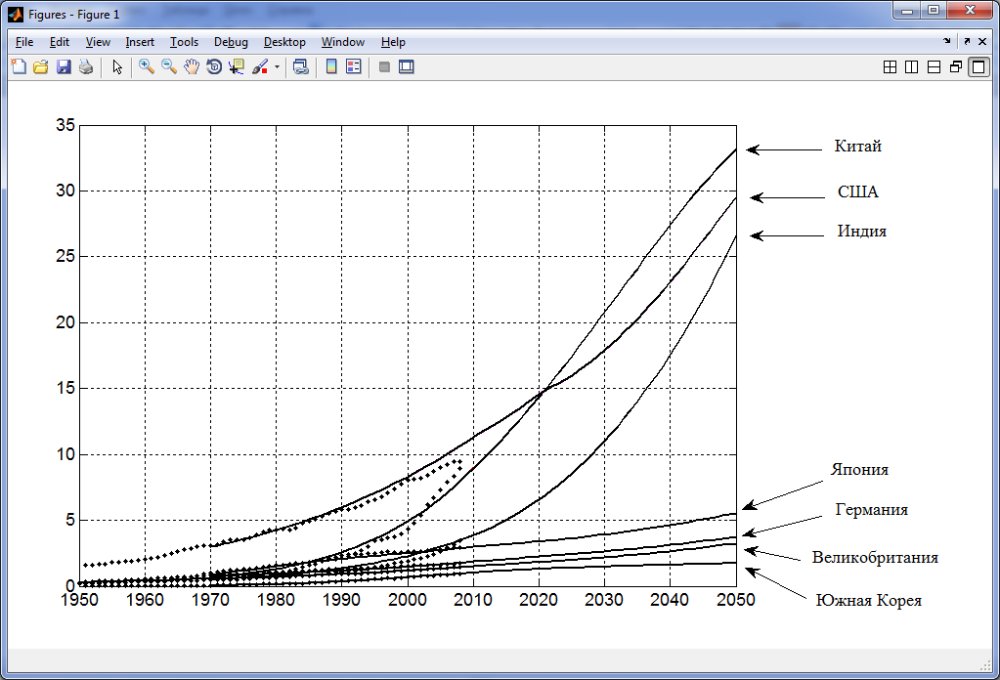 Figures - Figure 1
File Edit View Insert Tools Debug Desktop Window Help
35
30
25
20
15
10
5
0
1950 1960 1970 1980 1990 2000 2010 2020 2030 2040 2050
Китай
США
Индия
Япония
Германия
Великобритания
Южная Корея